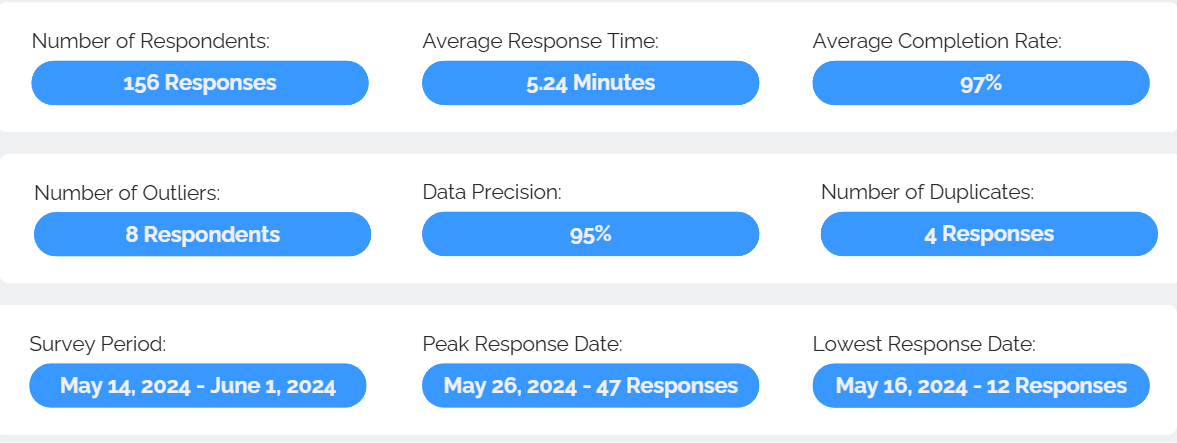 Number of Respondents:
Average Response Time:
Average Completion Rate:
156 Responses
5.24 Minutes
97%
Number of Outliers:
Data Precision:
Number of Duplicates:
8 Respondents
95%
4 Responses
Survey Period:
Peak Response Date:
Lowest Response Date:
May 14, 2024 - June 1, 2024
May 26, 2024 - 47 Responses
May 16, 2024 - 12 Responses